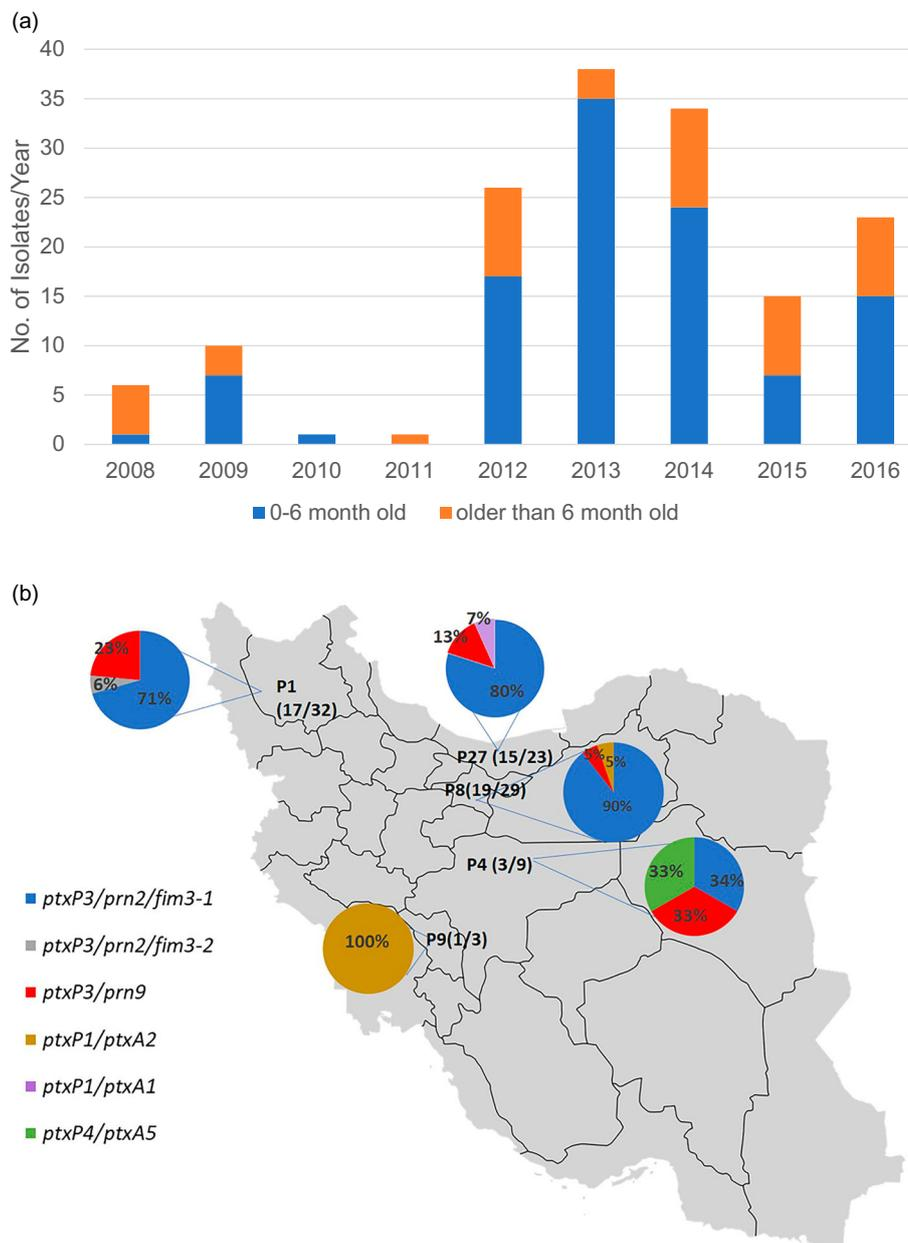 (a)
40
35
30
25
20
15
10
5
0
No. of Isolates/Year
2008 2009 2010 2011 2012 2013 2014 2015 2016
0-6 month old older than 6 month old
(b)
23%
6%
71%
P1
(17/32)
7%
13%
80%
P27 (15/23)
P8(19/29)
5%
5%
90%
P4 (3/9)
33%
34%
33%
100%
P9(1/3)
ptxP3/prn2/fim3-1
ptxP3/prn2/fim3-2
ptxP3/prn9
ptxP1/ptxA2
ptxP1/ptxA1
ptxP4/ptxA5